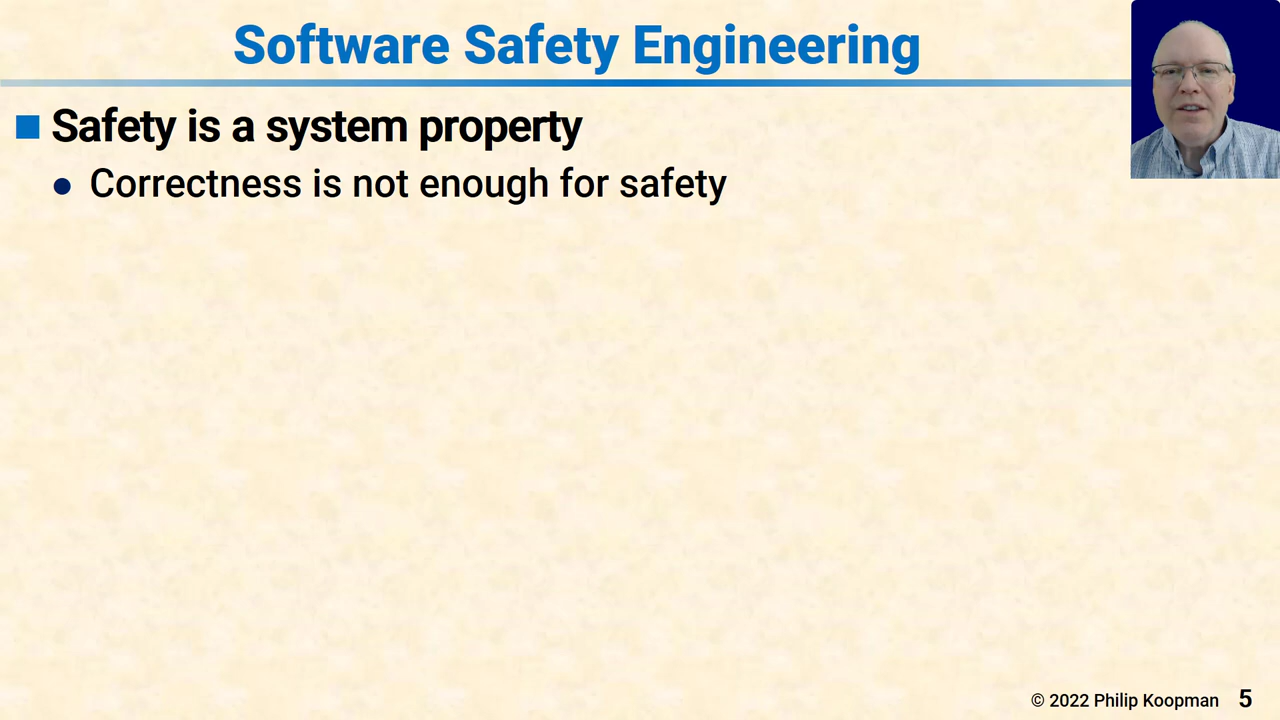 Software Safety Engineering
Safety is a system property
Correctness is not enough for safety
© 2022 Philip Koopman 5